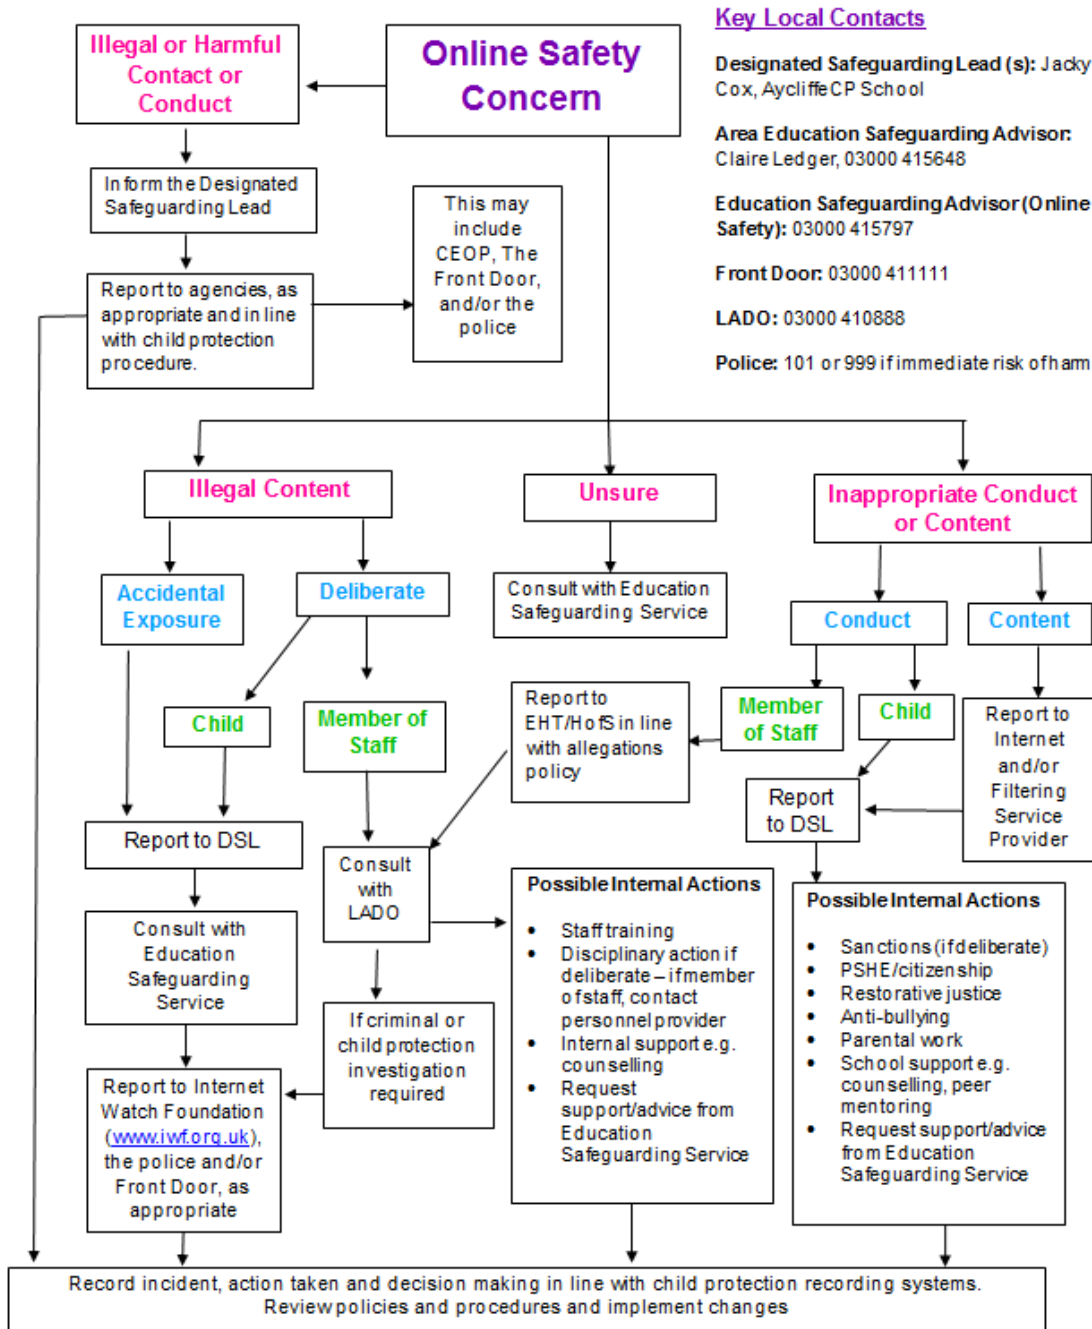 Key Local Contacts
Designated Safeguarding Lead (s): Jacky
Cox, Aycliffe CP School
Area Education Safeguarding Advisor:
Claire Ledger, 03000 415648
Education Safeguarding Advisor (Online
Safety): 03000 415797
Front Door: 03000 411111
LADO: 03000 410888
Police: 101 or 999 if immediate risk of harm
Online Safety
Concern
Illegal or Harmful
Contact or
Conduct
Inform the Designated
Safeguarding Lead
Report to agencies, as
appropriate and in line
with child protection
procedure.
This may
include
CEOP, The
Front Door,
and/or the
police
Illegal Content
Unsure
Inappropriate Conduct
or Content
Accidental
Exposure
Deliberate
Consult with Education
Safeguarding Service
Conduct
Content
Child
Member of
Staff
Report to
EHT/HofS in line
with allegations
policy
Member
of Staff
Child
Report to
Internet
and/or
Filtering
Service
Provider
Report to DSL
Consult
with
LADO
Report
to DSL
Consult with
Education
Safeguarding
Service
If criminal or
child protection
investigation
required
Report to Internet
Watch Foundation
(www.iwf.org.uk),
the police and/or
Front Door, as
appropriate
Possible Internal Actions
• Staff training
• Disciplinary action if
deliberate – if member
of staff, contact
personnel provider
• Internal support e.g.
counselling
• Request
support/advice from
Education
Safeguarding Service
Possible Internal Actions
• Sanctions (if deliberate)
• PSHE/citizenship
• Restorative justice
• Anti-bullying
• Parental work
• School support e.g.
counselling, peer
mentoring
• Request support/advice
from Education
Safeguarding Service
Record incident, action taken and decision making in line with child protection recording systems.
Review policies and procedures and implement changes